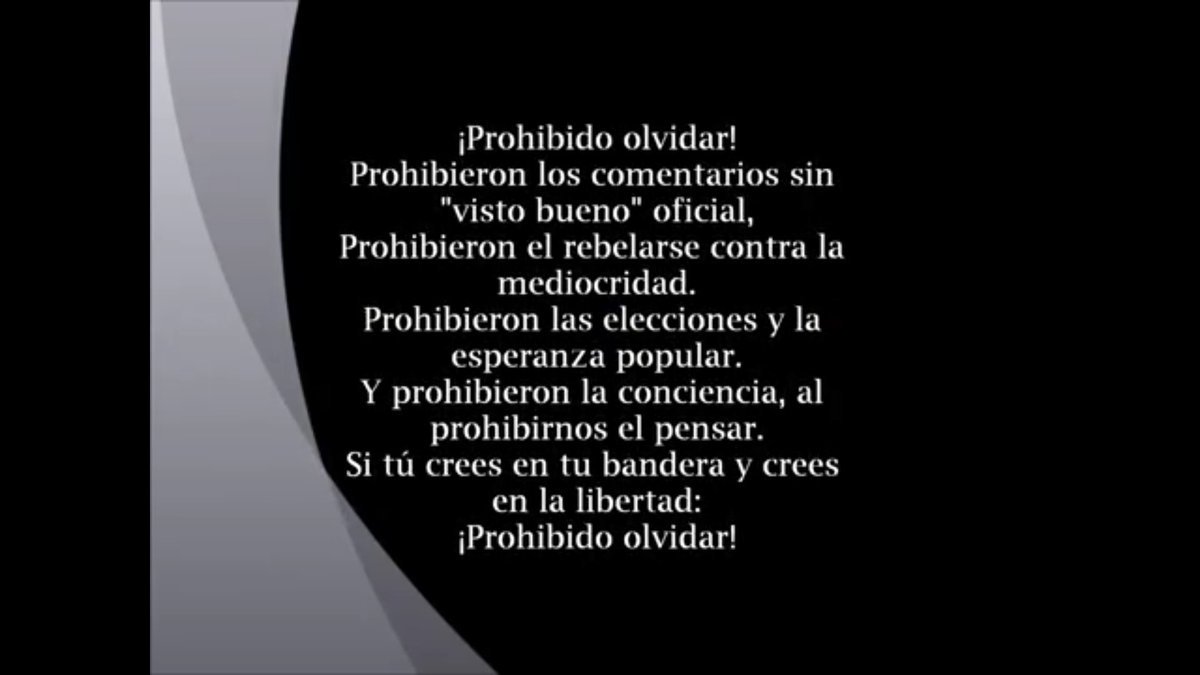 ¡Prohibido olvidar!
Prohibieron los comentarios sin
"visto bueno" oficial,
Prohibieron el rebelarse contra la
mediocridad.
Prohibieron las elecciones y la
esperanza popular.
Y prohibieron la conciencia, al
prohibirnos el pensar.
Si tú crees en tu bandera y crees
en la libertad:
¡Prohibido olvidar!